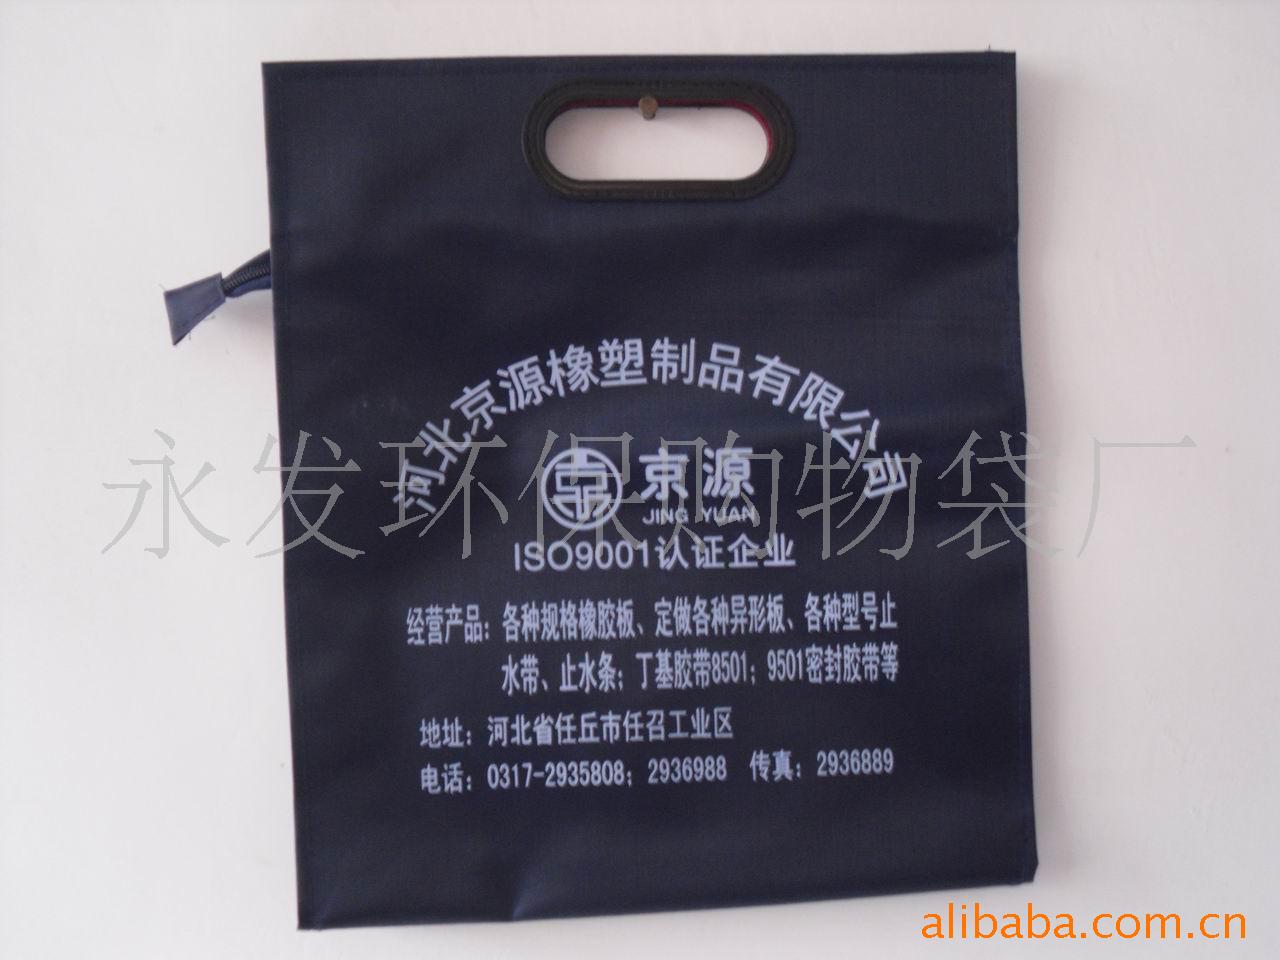 河北京源橡塑制品有限公司
京源
JING YUAN
永发环保购物袋厂
ISO9001认证企业
经营产品：各种规格橡胶板、定做各种异形板、各种型号止
水带、止水条；丁基胶带8501；9501密封胶带等
地址：河北省任丘市任召工业区
电话：0317-2935808；2936988 传真：2936889
alibaba.com.cn